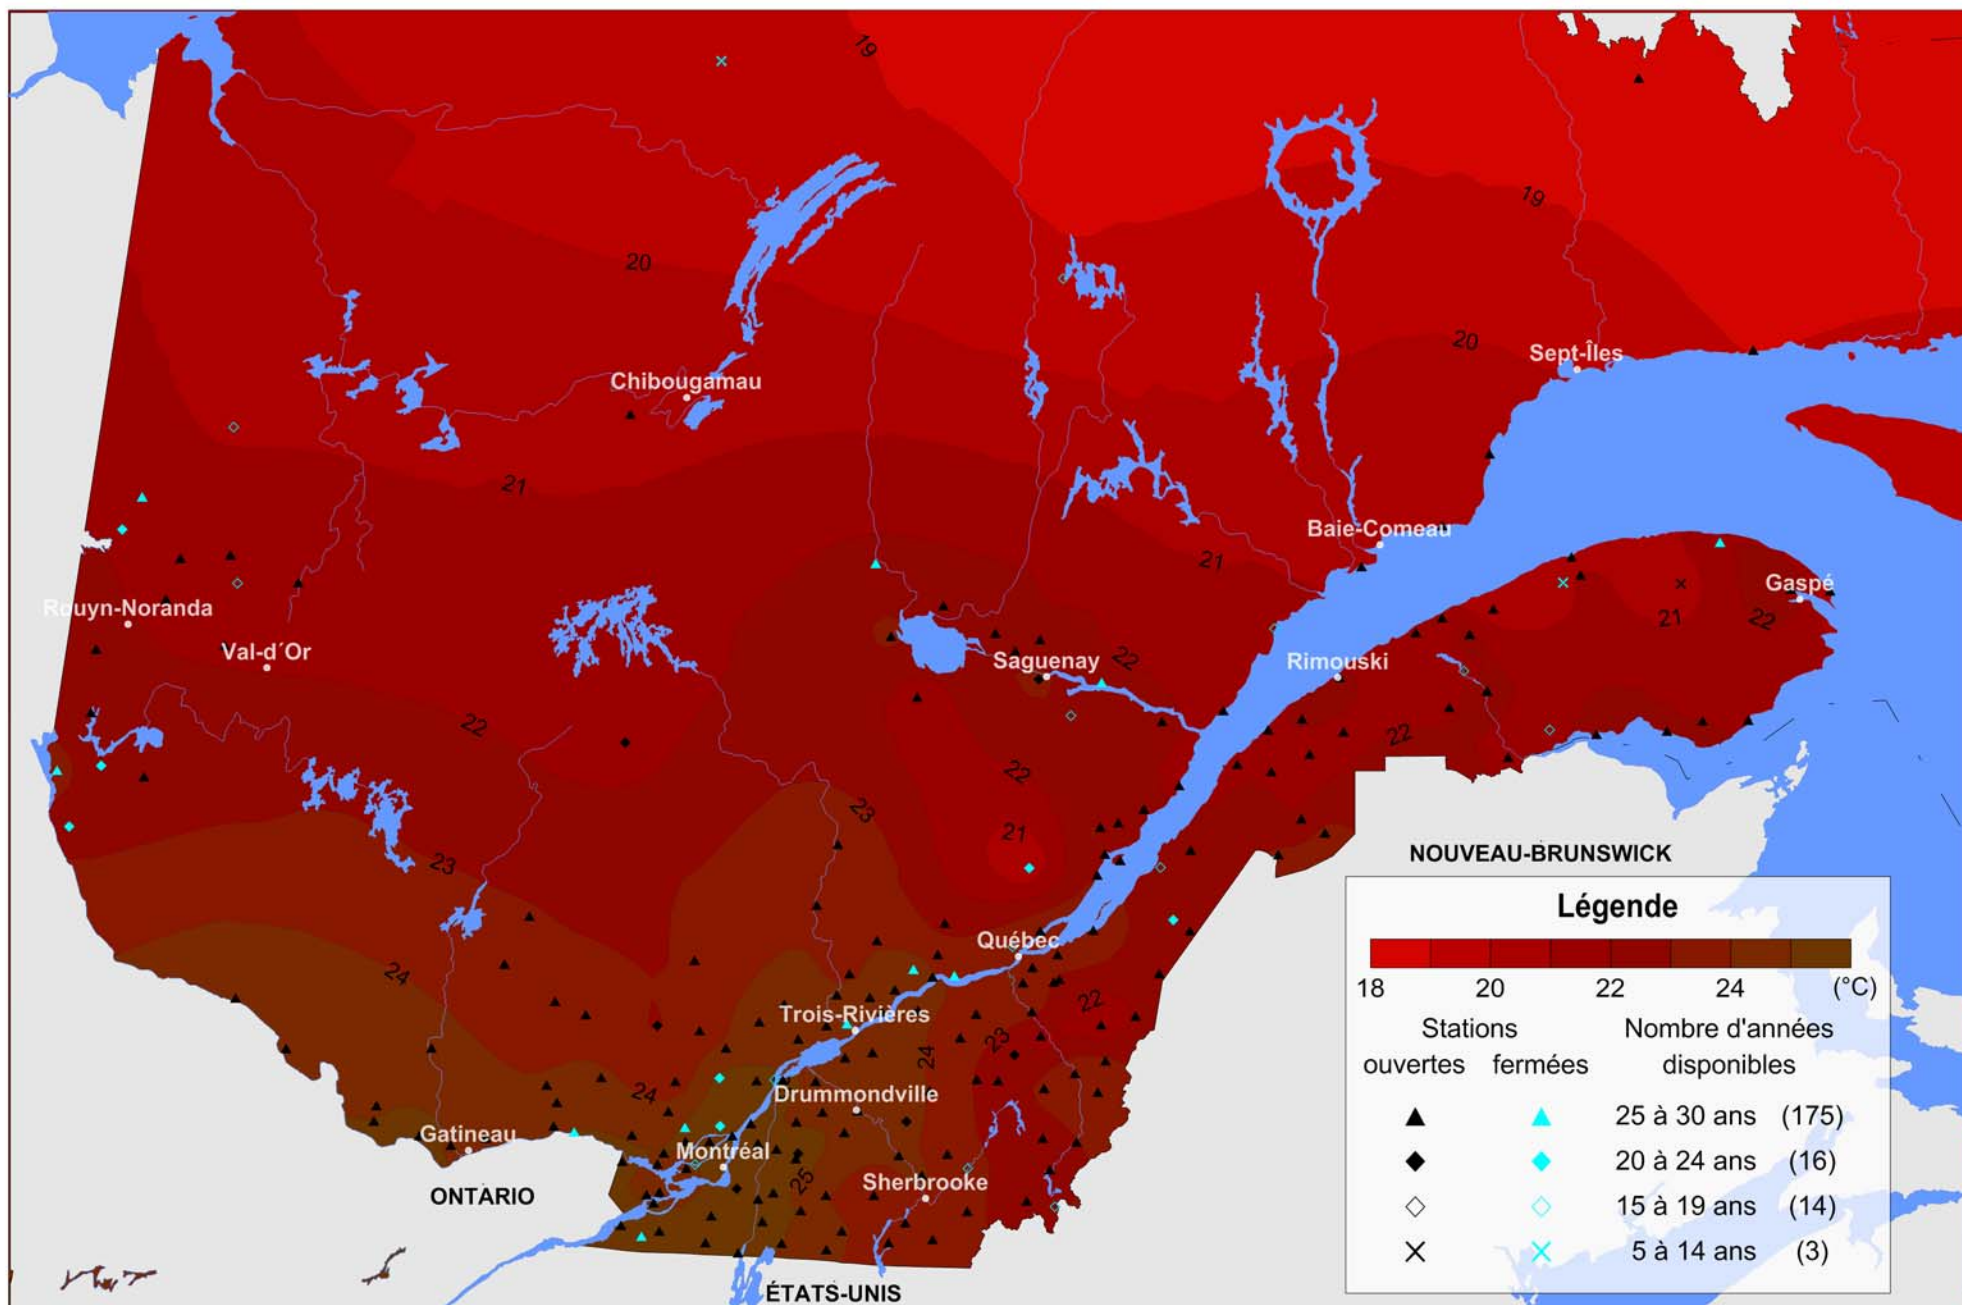 19
19
20
20
Sept-Îles
Chibougamau
21
21
Baie-Comeau
Gaspé
Rouyn-Noranda
21
22
Val-d´Or
22
Saguenay
Rimouski
22
22
22
23
21
23
NOUVEAU-BRUNSWICK
Québec
24
22
Trois-Rivières
23
24
24
Drummondville
Gatineau
Montréal
25
Sherbrooke
ONTARIO
ÉTATS-UNIS
Légende
18 20 22 24 (°C)
Stations
ouvertes fermées
Nombre d'années
disponibles
25 à 30 ans (175)
20 à 24 ans (16)
15 à 19 ans (14)
5 à 14 ans (3)